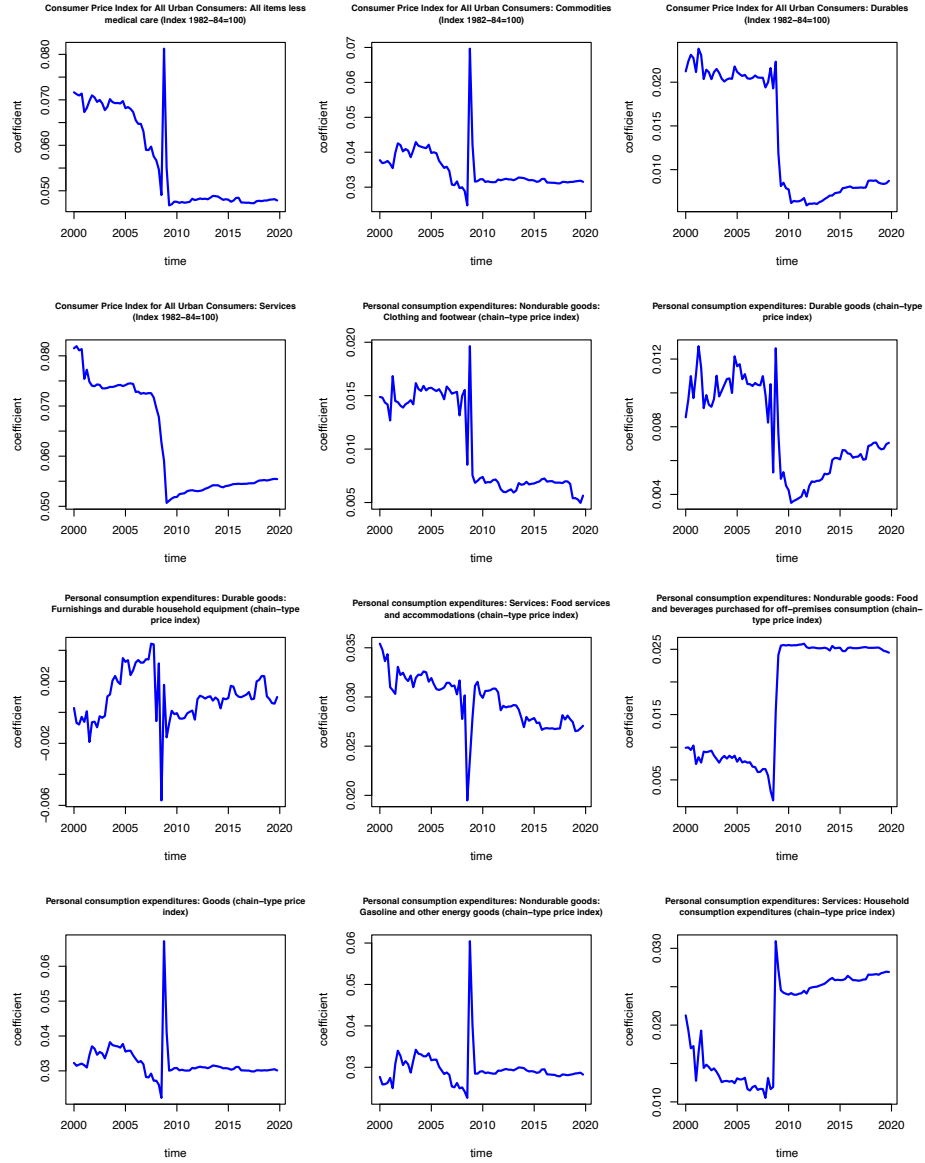 Consumer Price Index for All Urban Consumers: All items less
medical care (Index 1982−84=100)
coefficient
0.050
0.060
0.070
0.080
2000
2005
2010
2015
2020
time
Consumer Price Index for All Urban Consumers: Commodities
(Index 1982−84=100)
coefficient
0.03
0.04
0.05
0.06
0.07
2000
2005
2010
2015
2020
time
Consumer Price Index for All Urban Consumers: Durables
(Index 1982−84=100)
coefficient
0.010
0.015
0.020
2000
2005
2010
2015
2020
time
Consumer Price Index for All Urban Consumers: Services
(Index 1982−84=100)
coefficient
0.050
0.060
0.070
0.080
2000
2005
2010
2015
2020
time
Personal consumption expenditures: Nondurable goods:
Clothing and footwear (chain−type price index)
coefficient
0.005
0.010
0.015
0.020
2000
2005
2010
2015
2020
time
Personal consumption expenditures: Durable goods (chain−type
price index)
coefficient
0.004
0.008
0.012
2000
2005
2010
2015
2020
time
Personal consumption expenditures: Durable goods:
Furnishings and durable household equipment (chain−type
price index)
coefficient
−0.006
−0.002
0.002
2000
2005
2010
2015
2020
time
Personal consumption expenditures: Services: Food services
and accommodations (chain−type price index)
coefficient
0.020
0.025
0.030
0.035
2000
2005
2010
2015
2020
time
Personal consumption expenditures: Nondurable goods: Food
and beverages purchased for off−premises consumption (chain−
type price index)
coefficient
0.005
0.015
0.025
2000
2005
2010
2015
2020
time
Personal consumption expenditures: Goods (chain−type price
index)
coefficient
0.03
0.04
0.05
0.06
2000
2005
2010
2015
2020
time
Personal consumption expenditures: Nondurable goods:
Gasoline and other energy goods (chain−type price index)
coefficient
0.03
0.04
0.05
0.06
2000
2005
2010
2015
2020
time
Personal consumption expenditures: Services: Household
consumption expenditures (chain−type price index)
coefficient
0.010
0.020
0.030
2000
2005
2010
2015
2020
time